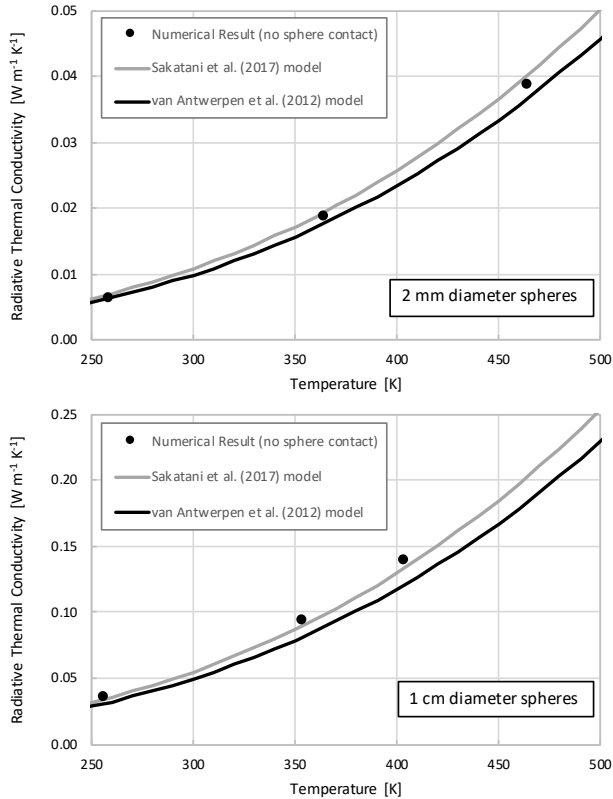 0.05
0.04
0.03
0.02
0.01
0.00
Radiative Thermal Conductivity [W m-1 K-1]
Numerical Result (no sphere contact)
Sakatani et al. (2017) model
van Antwerpen et al. (2012) model
2 mm diameter spheres
250 300 350 400 450 500
Temperature [K]
0.25
0.20
0.15
0.10
0.05
0.00
Radiative Thermal Conductivity [W m-1 K-1]
Numerical Result (no sphere contact)
Sakatani et al. (2017) model
van Antwerpen et al. (2012) model
1 cm diameter spheres
250 300 350 400 450 500
Temperature [K]